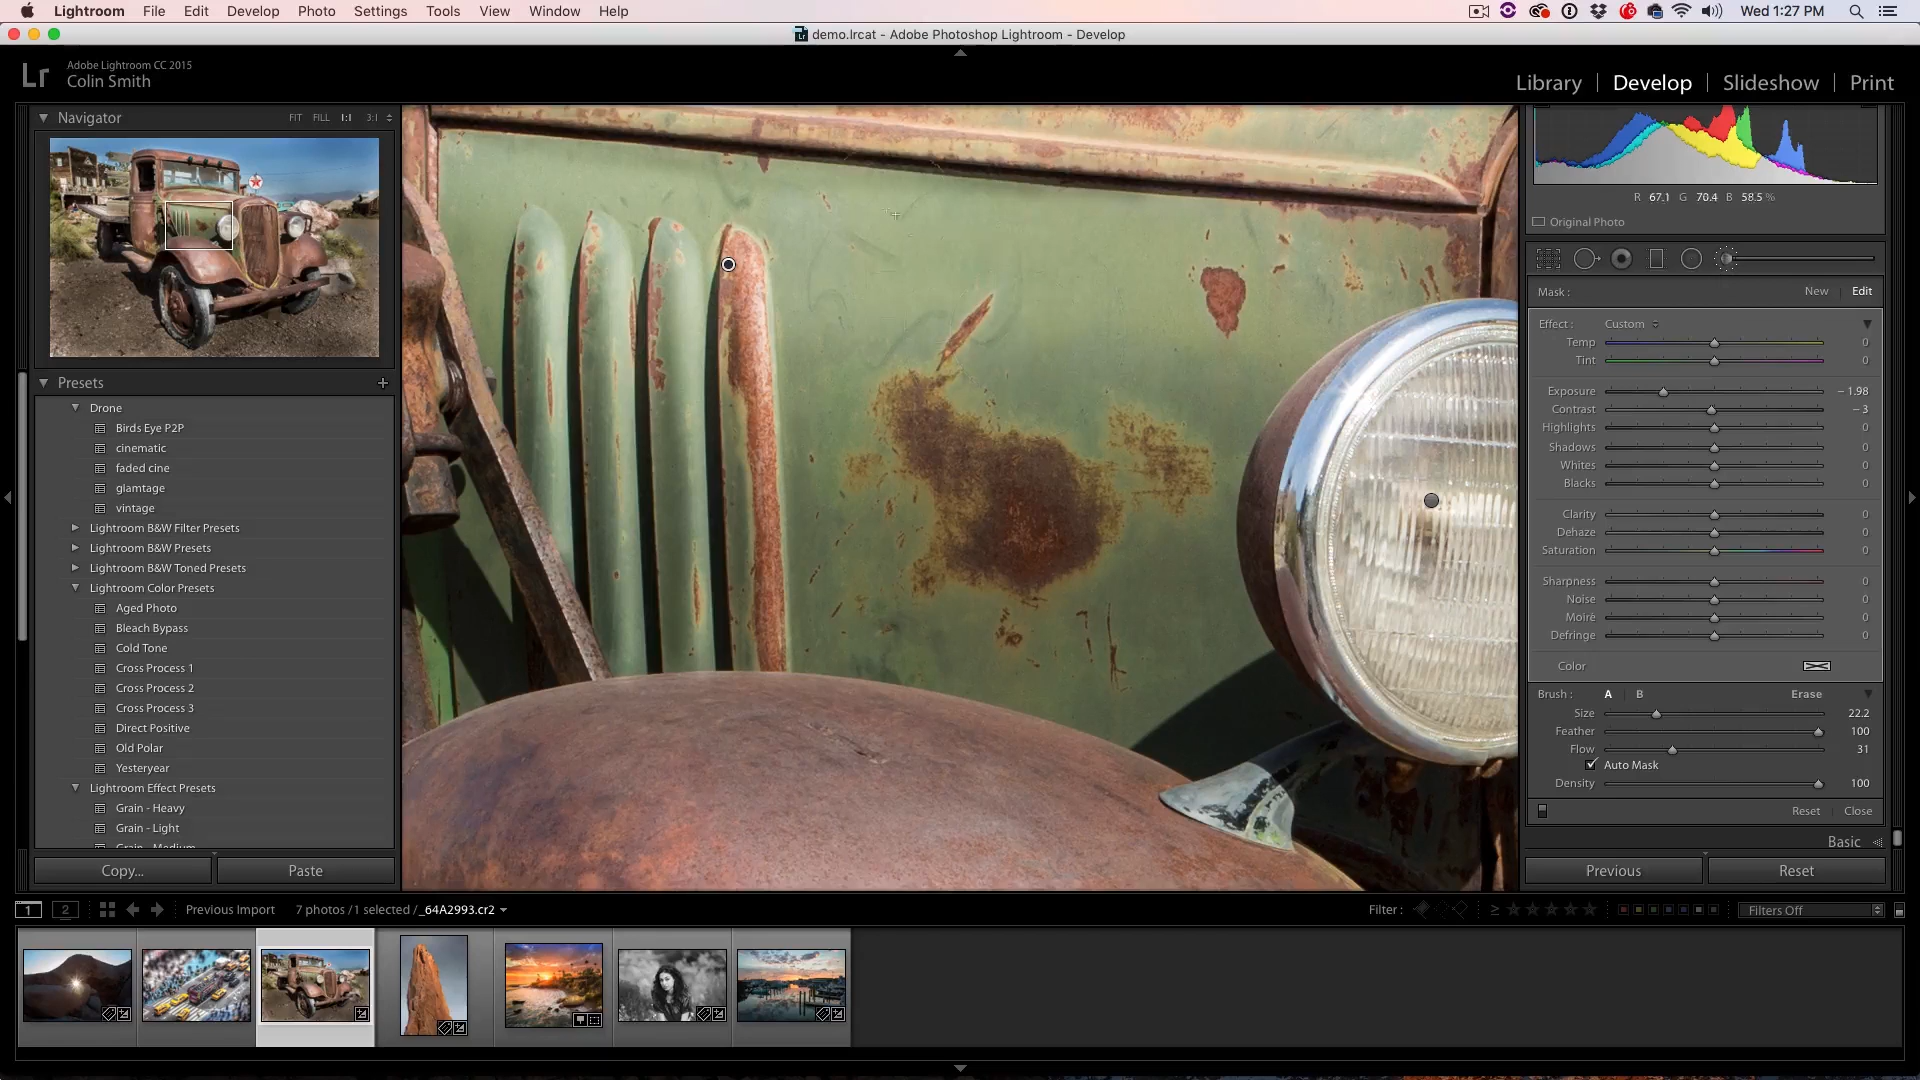 Lightroom File Edit Develop Photo Settings Tools View Window Help Wed 1:27 PM
demo.lrcat - Adobe Photoshop Lightroom - Develop
Lr Adobe Lightroom CC 2015
Colin Smith
Library Develop Slideshow Print
Navigator FIT FILL 1:1 3:1
Presets
Drone
Birds Eye P2P
cinematic
faded cine
glamtage
vintage
Lightroom B&W Filter Presets
Lightroom B&W Presets
Lightroom B&W Toned Presets
Lightroom Color Presets
Aged Photo
Bleach Bypass
Cold Tone
Cross Process 1
Cross Process 2
Cross Process 3
Direct Positive
Old Polar
Yesteryear
Lightroom Effect Presets
Grain - Heavy
Grain - Light
Grain - Medium
Copy... Paste
R 67.1 G 70.4 B 58.5 %
Original Photo
Mask : New Edit
Effect : Custom
Temp 0
Tint 0
Exposure – 1.98
Contrast – 3
Highlights 0
Shadows 0
Whites 0
Blacks 0
Clarity 0
Dehaze 0
Saturation 0
Sharpness 0
Noise 0
Moiré 0
Defringe 0
Color
Brush : A B Erase
Size 22.2
Feather 100
Flow 31
Auto Mask
Density 100
Reset Close
Basic
Previous Reset
1 2 Previous Import 7 photos /1 selected /_64A2993.cr2 Filter : ≥ Filters Off